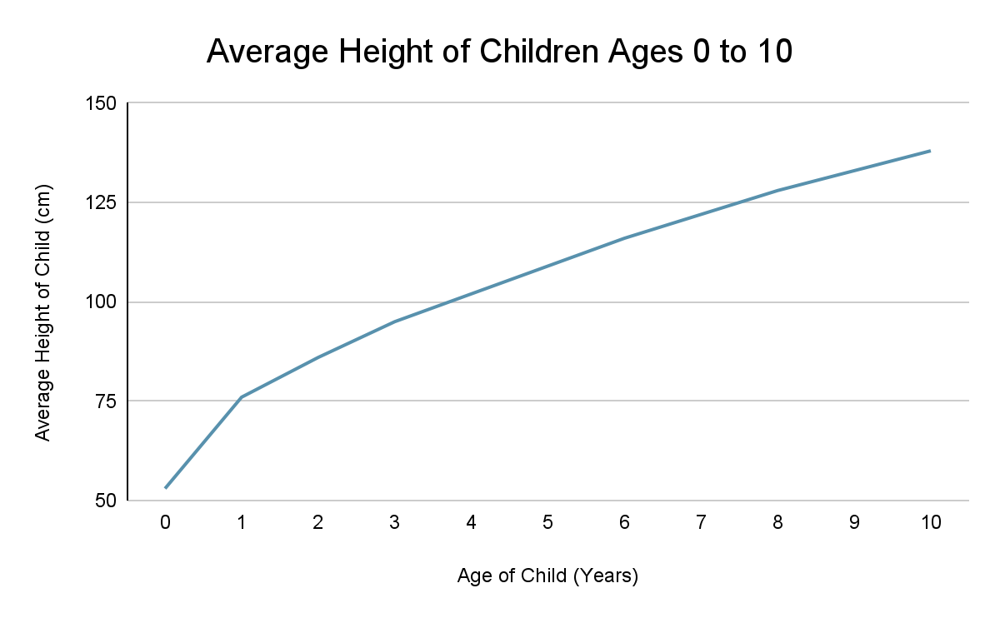 Average Height of Children Ages 0 to 10
150
125
100
75
50
Average Height of Child (cm)
0 1 2 3 4 5 6 7 8 9 10
Age of Child (Years)